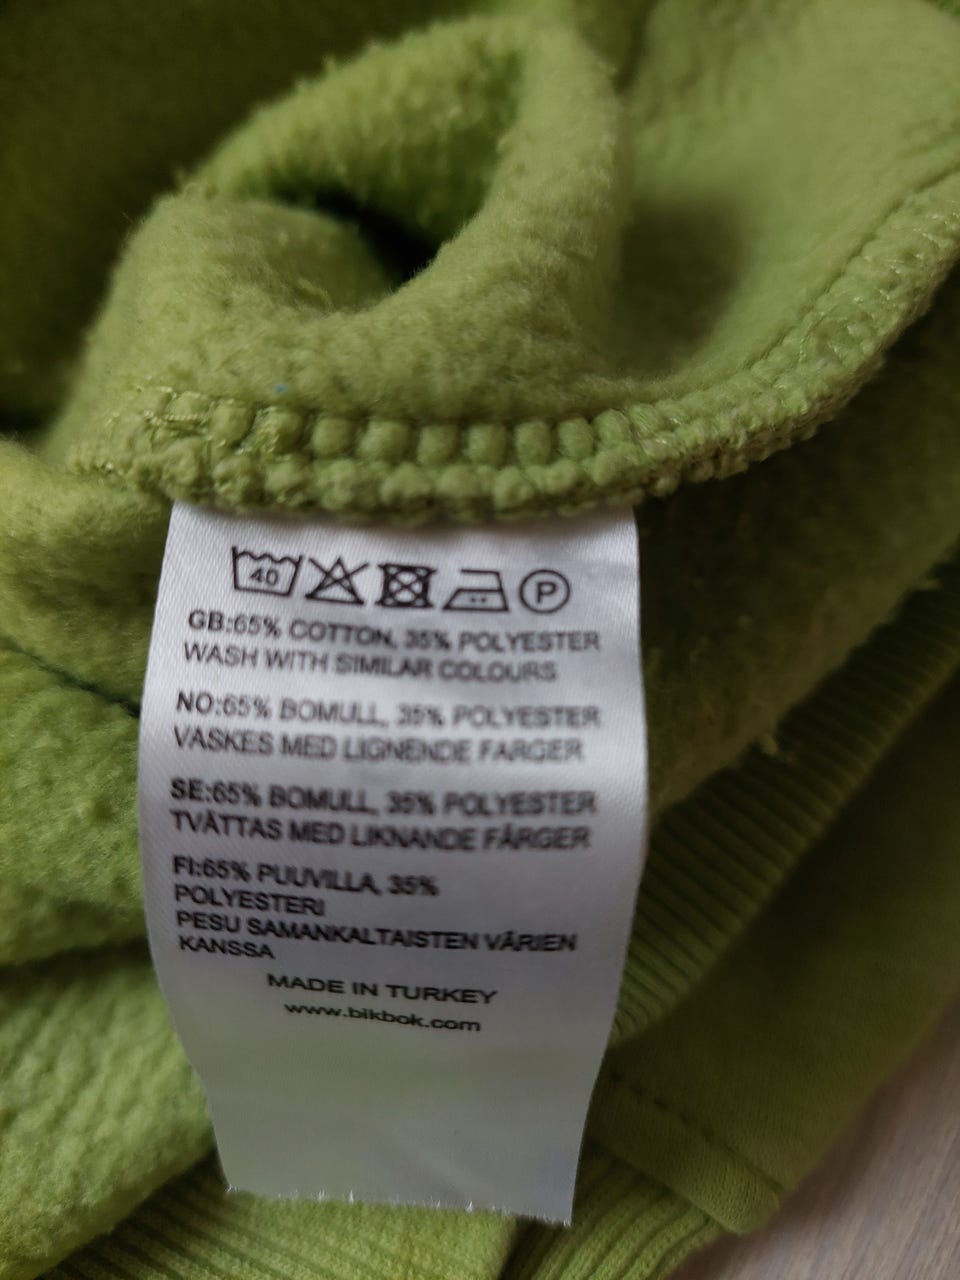 40 P
GB:65% COTTON, 35% POLYESTER
WASH WITH SIMILAR COLOURS
NO:65% BOMULL, 35% POLYESTER
VASKES MED LIGNENDE FARGER
SE:65% BOMULL, 35% POLYESTER
TVÄTTAS MED LIKNANDE FÄRGER
FI:65% PUUVILLA, 35%
POLYESTERI
PESU SAMANKALTAISTEN VÄRIEN
KANSSA
MADE IN TURKEY
www.bikbok.com